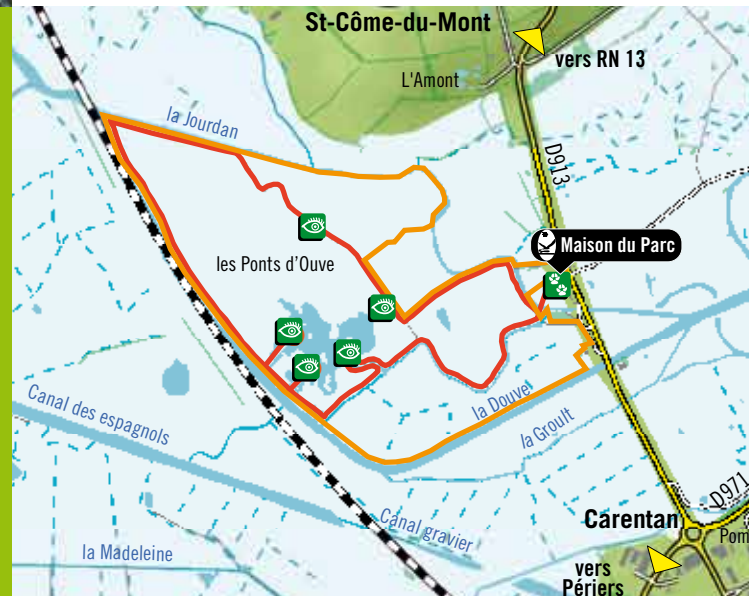 St-Côme-du-Mont
vers RN 13
L'Amont
la Jourdan
D913
Maison du Parc
les Ponts d'Ouve
la Douve
la Groult
Canal des espagnols
Canal gravier
D971
Carentan
Pom
la Madeleine
vers
Périers